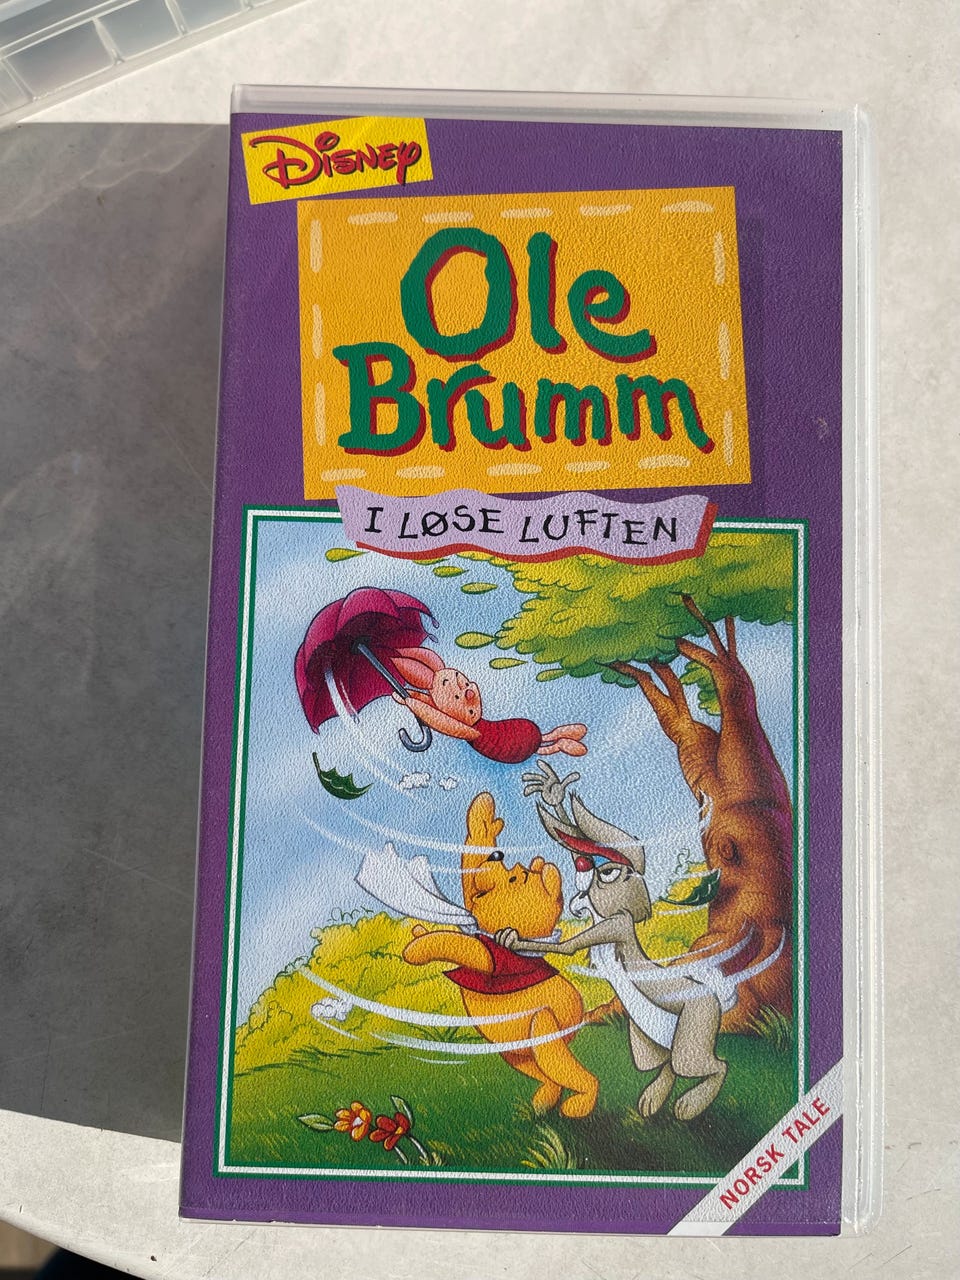 Disney
Ole
Brumm
I LØSE LUFTEN
NORSK TALE